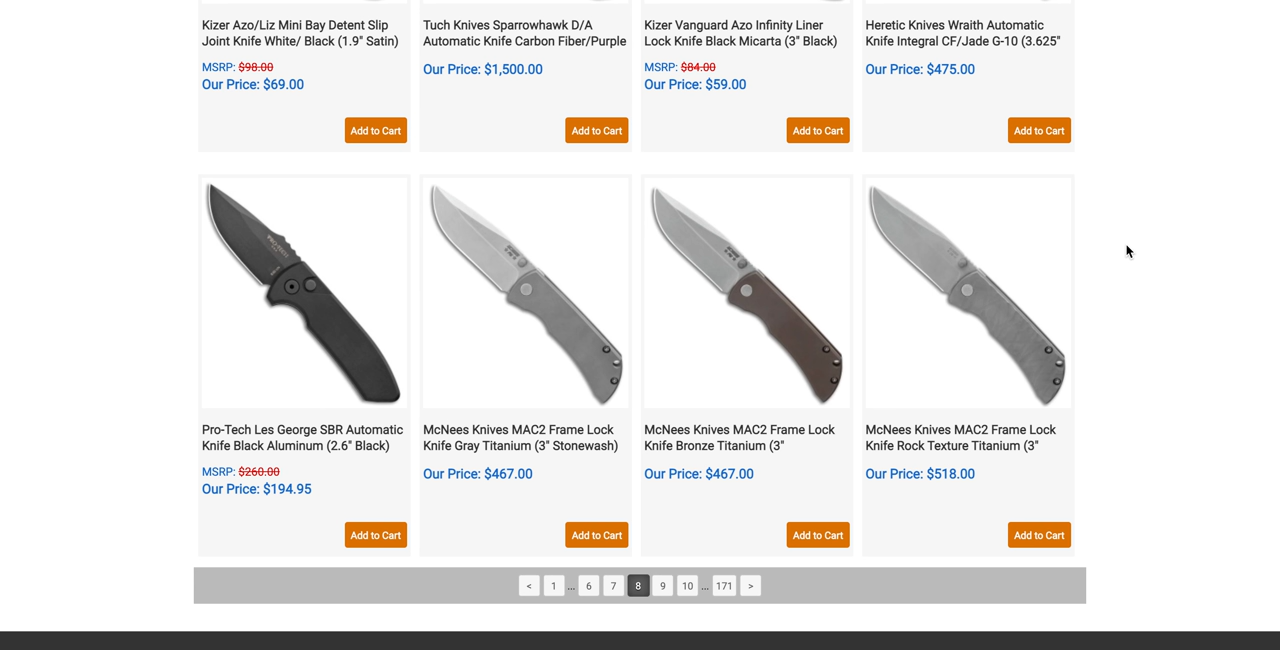 Kizer Azo/Liz Mini Bay Detent Slip
Joint Knife White/ Black (1.9" Satin)
MSRP: $98.00
Our Price: $69.00
Add to Cart
Tuch Knives Sparrowhawk D/A
Automatic Knife Carbon Fiber/Purple
Our Price: $1,500.00
Add to Cart
Kizer Vanguard Azo Infinity Liner
Lock Knife Black Micarta (3" Black)
MSRP: $84.00
Our Price: $59.00
Add to Cart
Heretic Knives Wraith Automatic
Knife Integral CF/Jade G-10 (3.625"
Our Price: $475.00
Add to Cart
Pro-Tech Les George SBR Automatic
Knife Black Aluminum (2.6" Black)
MSRP: $260.00
Our Price: $194.95
Add to Cart
McNees Knives MAC2 Frame Lock
Knife Gray Titanium (3" Stonewash)
Our Price: $467.00
Add to Cart
McNees Knives MAC2 Frame Lock
Knife Bronze Titanium (3"
Our Price: $467.00
Add to Cart
McNees Knives MAC2 Frame Lock
Knife Rock Texture Titanium (3"
Our Price: $518.00
Add to Cart
< 1 ... 6 7 8 9 10 ... 171 >